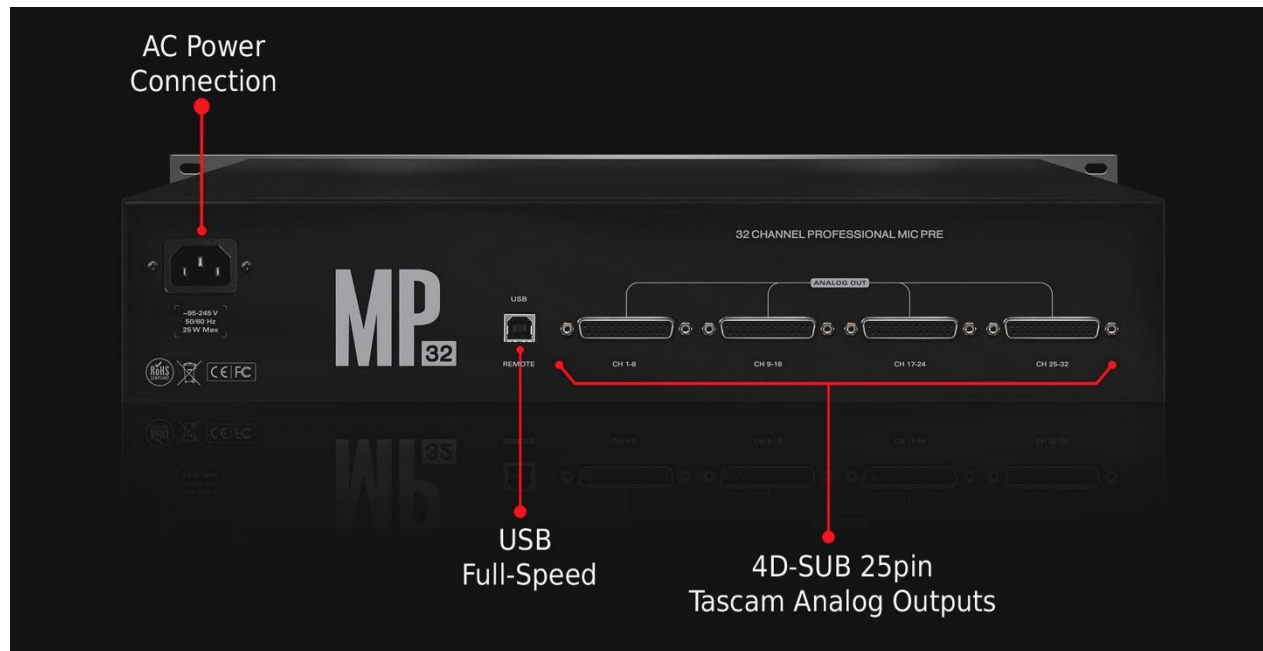 AC Power
Connection
32 CHANNEL PROFESSIONAL MIC PRE
ANALOG OUT
USB
~95-245 V
50/60 Hz
25 W Max
MP
32
REMOTE
CH 1-8
CH 9-16
CH 17-24
CH 25-32
RoHS
COMPLIANT
CE FC
USB
Full-Speed
4D-SUB 25pin
Tascam Analog Outputs